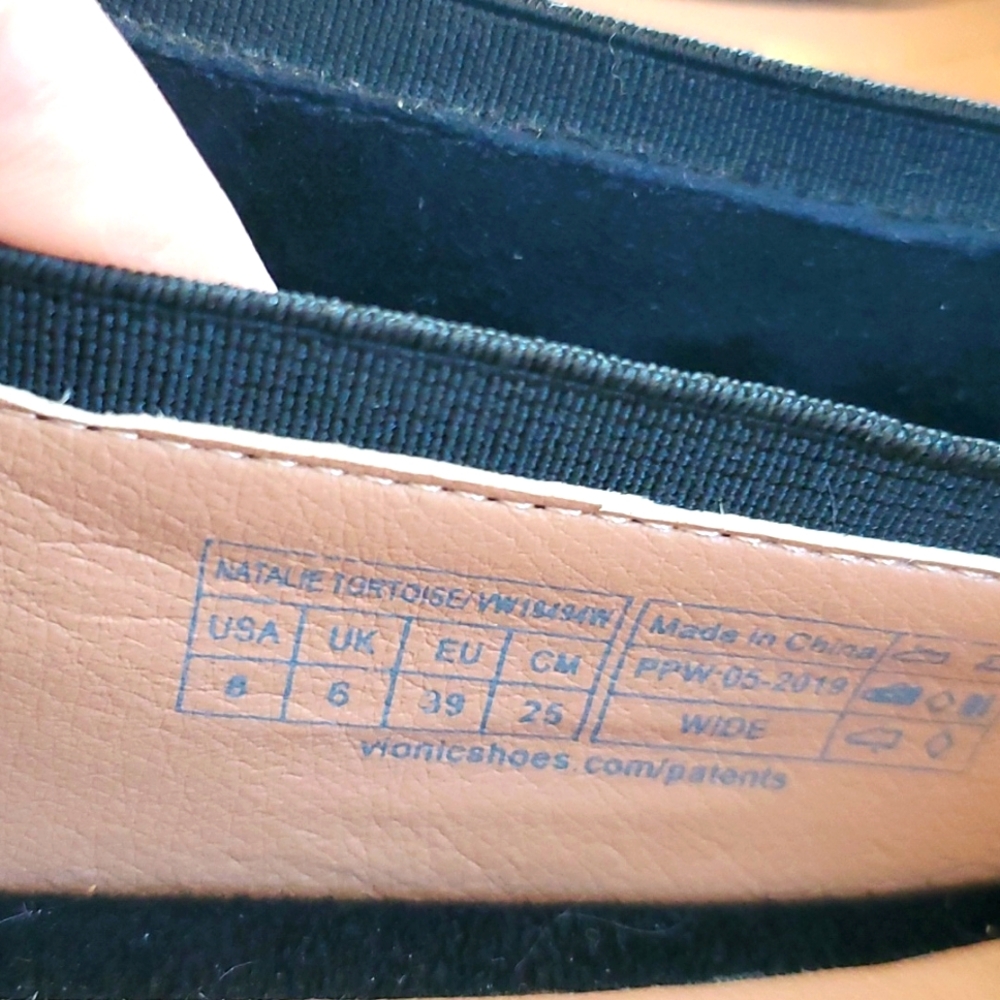 NATALIE TORTOISE/VW19494W
USA UK EU CM
8 6 39 25
Made in China
PPW-05-2019
WIDE
vionicshoes.com/patents